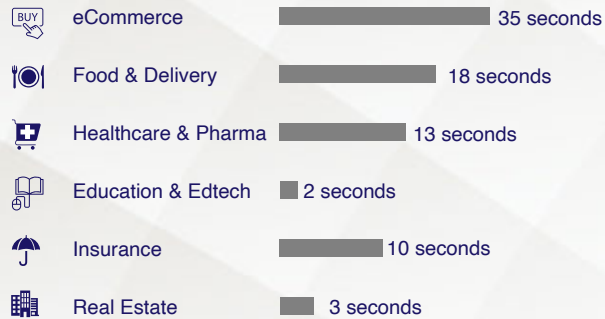 BUY
eCommerce 35 seconds
Food & Delivery 18 seconds
Healthcare & Pharma 13 seconds
Education & Edtech 2 seconds
Insurance 10 seconds
Real Estate 3 seconds